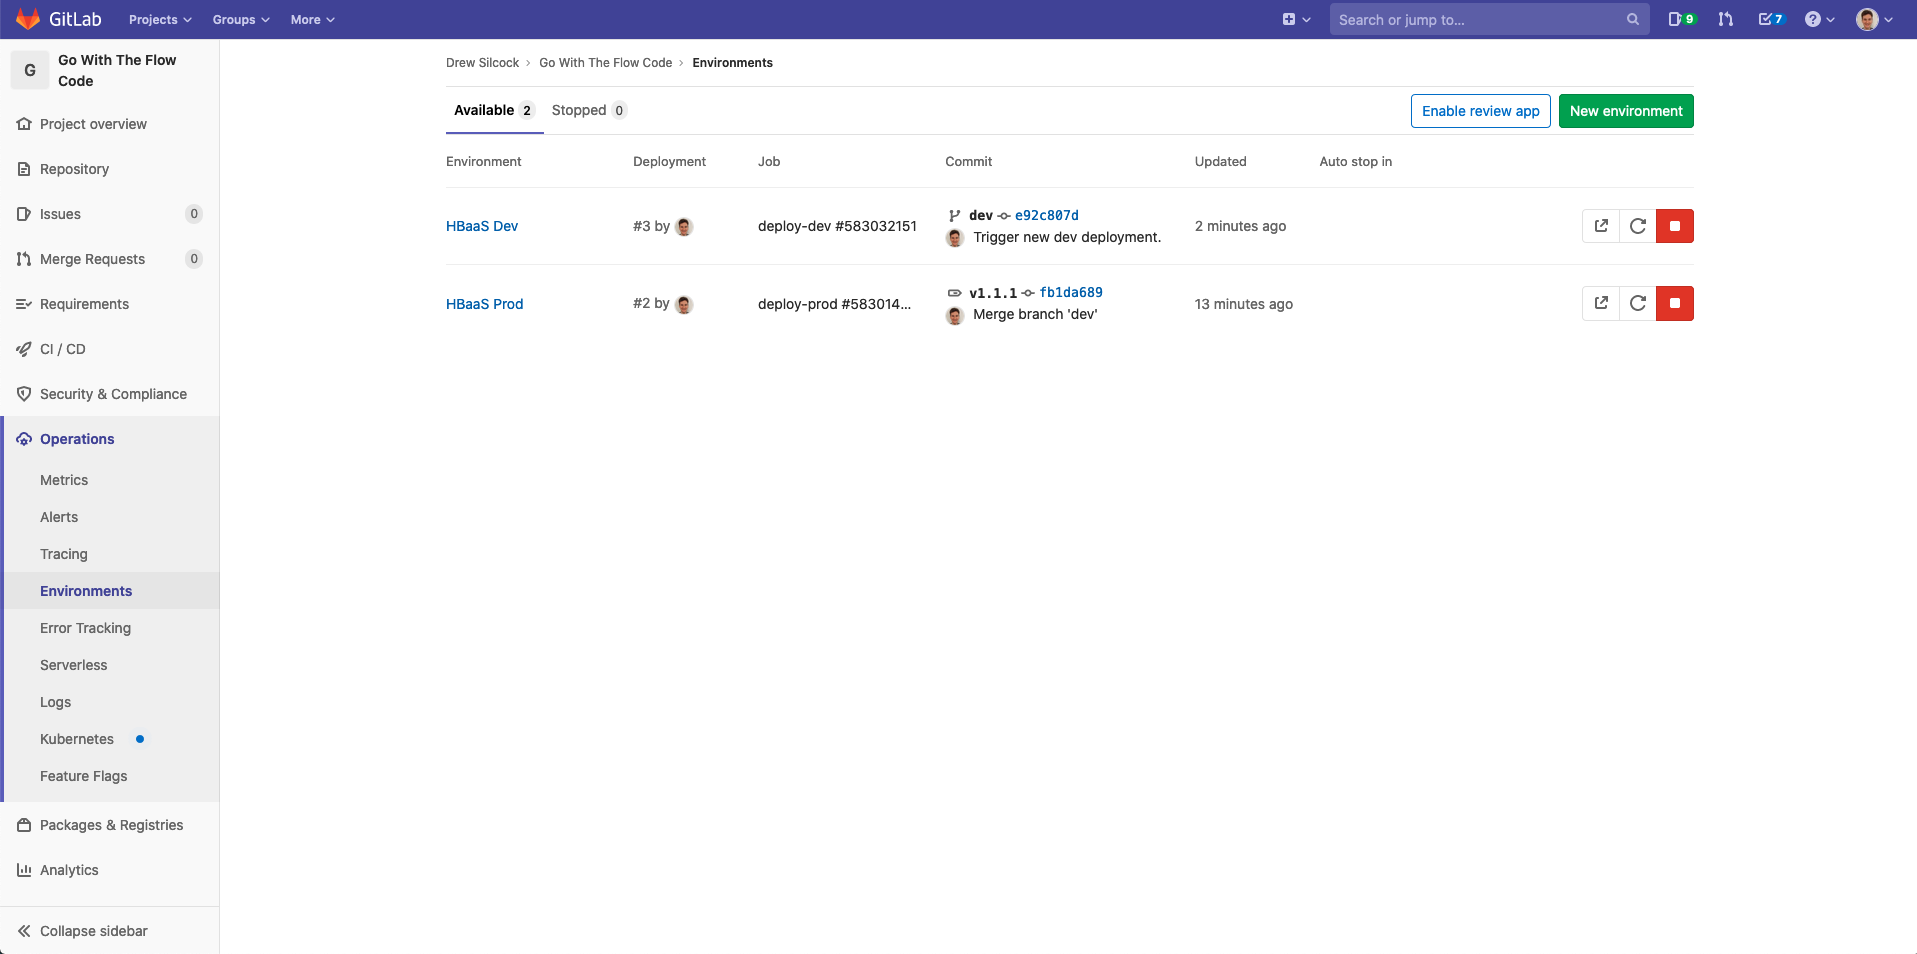 GitLab Projects Groups More Search or jump to... 9 7
G Go With The Flow
Code
Project overview
Repository
Issues 0
Merge Requests 0
Requirements
CI / CD
Security & Compliance
Operations
Metrics
Alerts
Tracing
Environments
Error Tracking
Serverless
Logs
Kubernetes
Feature Flags
Packages & Registries
Analytics
Collapse sidebar
Drew Silcock › Go With The Flow Code › Environments
Available 2 Stopped 0 Enable review app New environment
Environment Deployment Job Commit Updated Auto stop in
HBaaS Dev #3 by deploy-dev #583032151 dev e92c807d 2 minutes ago
Trigger new dev deployment.
HBaaS Prod #2 by deploy-prod #583014... v1.1.1 fb1da689 13 minutes ago
Merge branch 'dev'